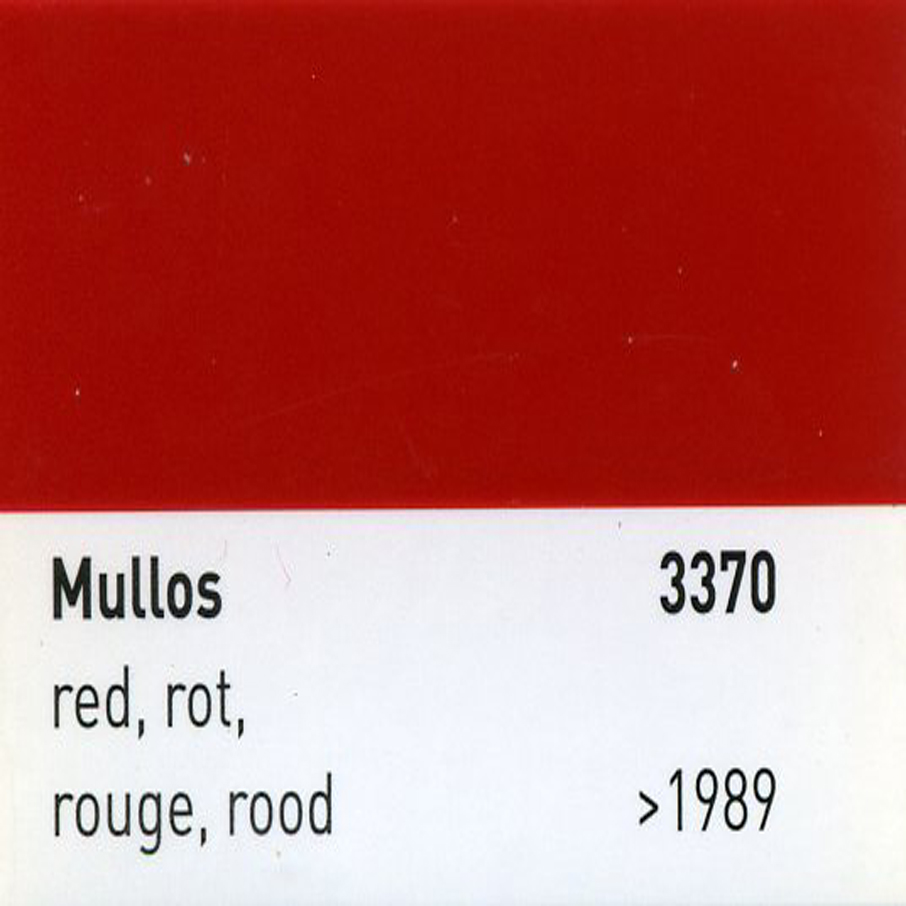 Mullos 3370
red, rot,
rouge, rood >1989